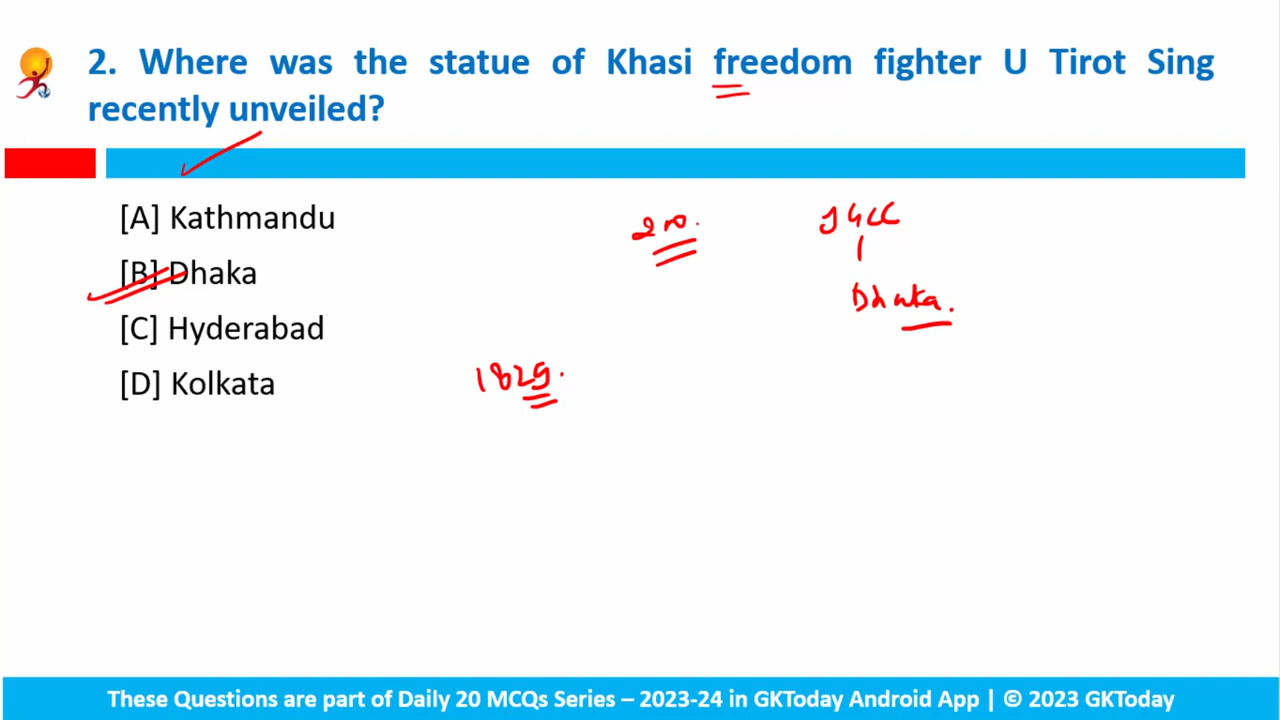 2. Where was the statue of Khasi freedom fighter U Tirot Sing
recently unveiled?
[A] Kathmandu
[B] Dhaka
[C] Hyderabad
[D] Kolkata
IGCC
Dhaka.
1829.
These Questions are part of Daily 20 MCQs Series – 2023-24 in GKToday Android App | © 2023 GKToday